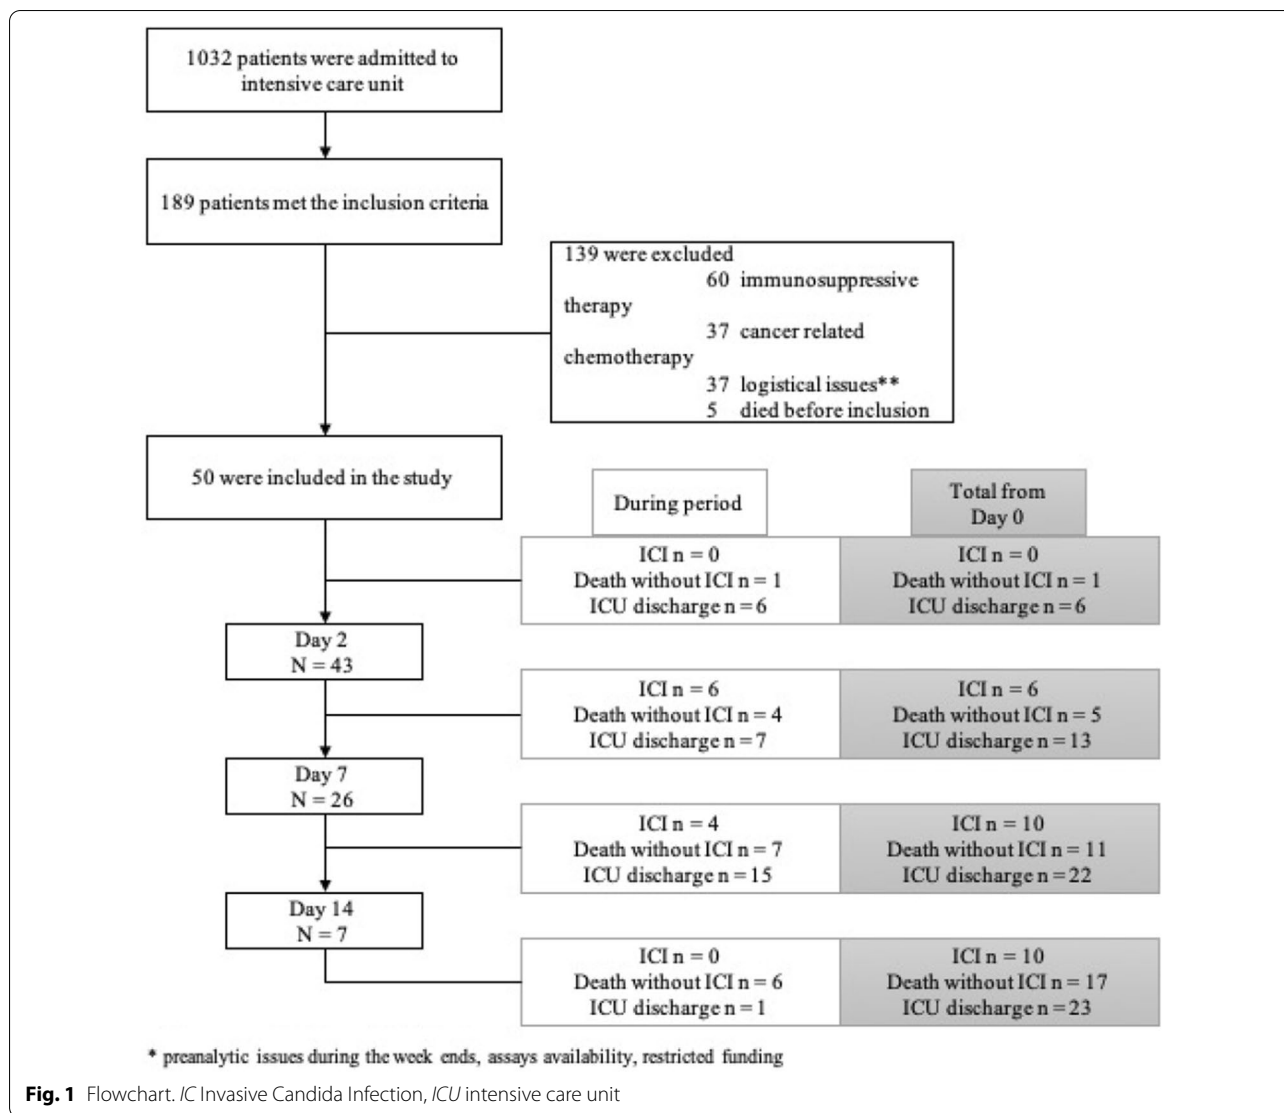 1032 patients were admitted to
intensive care unit
189 patients met the inclusion criteria
139 were excluded
60 immunosuppressive
therapy
37 cancer related
chemotherapy
37 logistical issues**
5 died before inclusion
50 were included in the study
During period
Total from
Day 0
ICI n = 0
Death without ICI n = 1
ICU discharge n = 6
ICI n = 0
Death without ICI n = 1
ICU discharge n = 6
Day 2
N = 43
ICI n = 6
Death without ICI n = 4
ICU discharge n = 7
ICI n = 6
Death without ICI n = 5
ICU discharge n = 13
Day 7
N = 26
ICI n = 4
Death without ICI n = 7
ICU discharge n = 15
ICI n = 10
Death without ICI n = 11
ICU discharge n = 22
Day 14
N = 7
ICI n = 0
Death without ICI n = 6
ICU discharge n = 1
ICI n = 10
Death without ICI n = 17
ICU discharge n = 23
* preanalytic issues during the week ends, assays availability, restricted funding
Fig. 1 Flowchart. IC Invasive Candida Infection, ICU intensive care unit